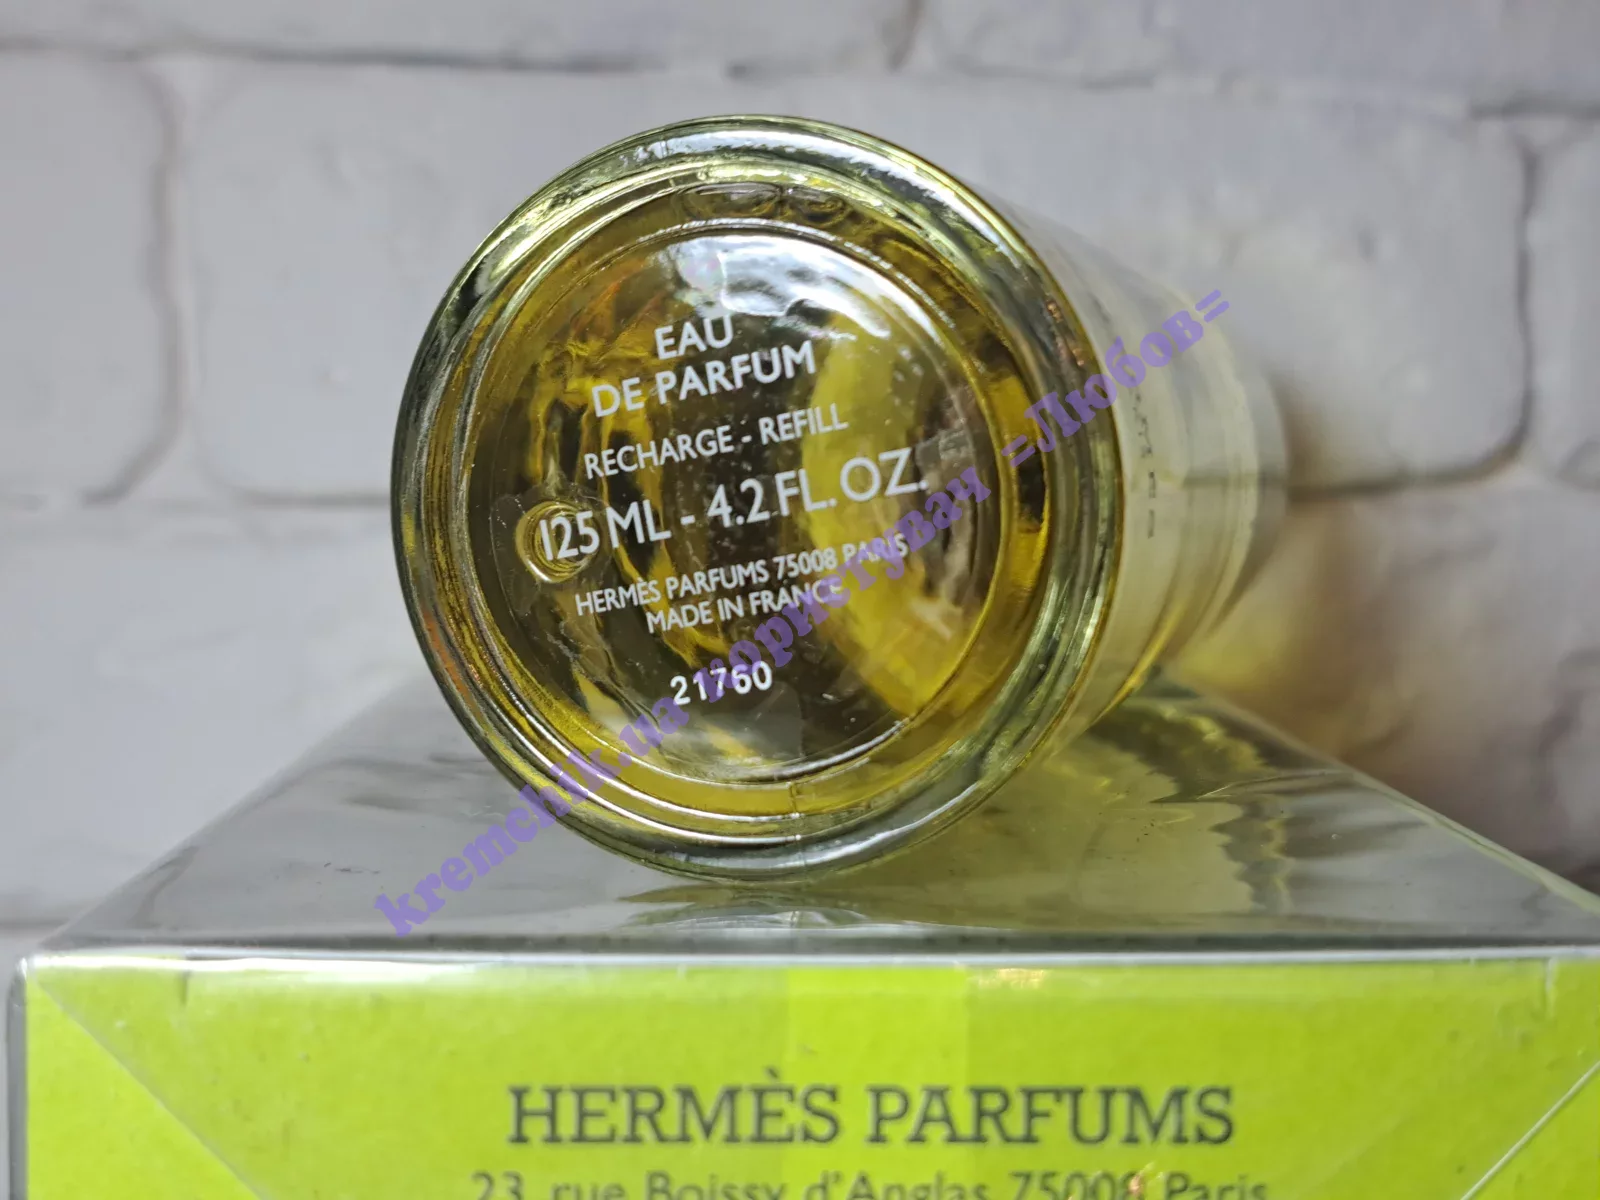 EAU
DE PARFUM
RECHARGE - REFILL
125 ML - 4.2 FL. OZ.
HERMÈS PARFUMS 75008 PARIS
MADE IN FRANCE
21760
kremchik.ua користувач =Любов=
HERMÈS PARFUMS
23, rue Boissy d'Anglas 75008 Paris